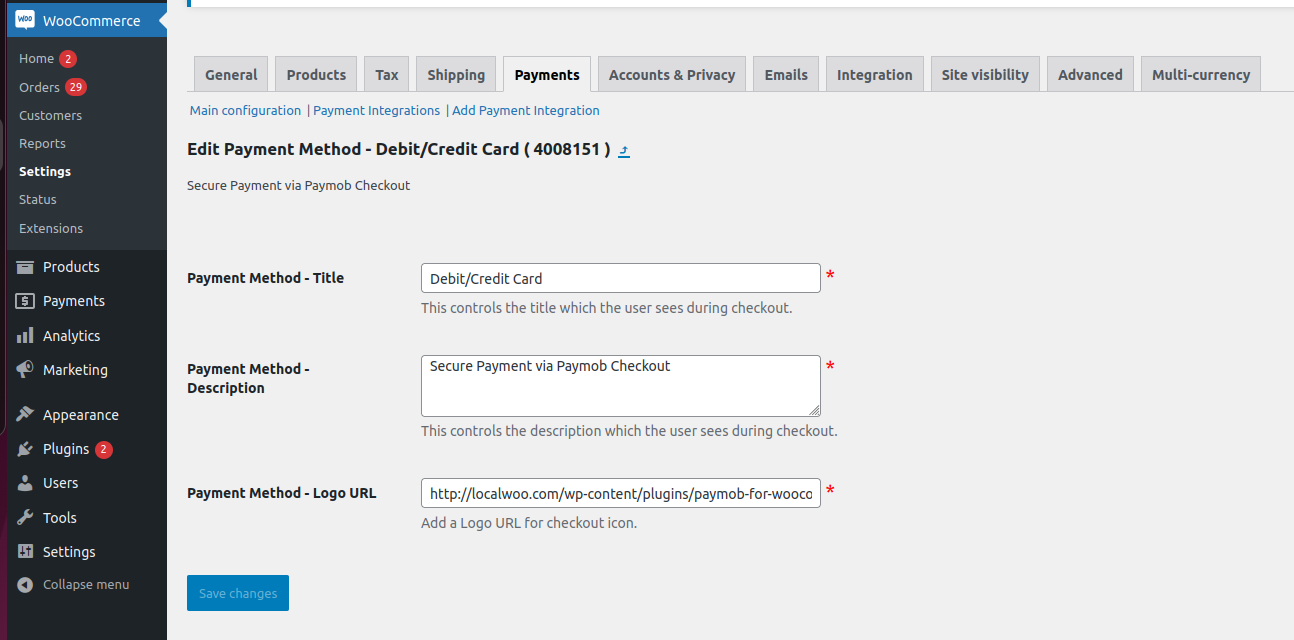 WOO WooCommerce
Home 2
Orders 29
Customers
Reports
Settings
Status
Extensions
Products
Payments
Analytics
Marketing
Appearance
Plugins 2
Users
Tools
Settings
Collapse menu
General Products Tax Shipping Payments Accounts & Privacy Emails Integration Site visibility Advanced Multi-currency
Main configuration | Payment Integrations | Add Payment Integration
Edit Payment Method - Debit/Credit Card ( 4008151 )
Secure Payment via Paymob Checkout
Payment Method - Title
Debit/Credit Card *
This controls the title which the user sees during checkout.
Payment Method -
Description
Secure Payment via Paymob Checkout *
This controls the description which the user sees during checkout.
Payment Method - Logo URL
http://localwoo.com/wp-content/plugins/paymob-for-wooco *
Add a Logo URL for checkout icon.
Save changes